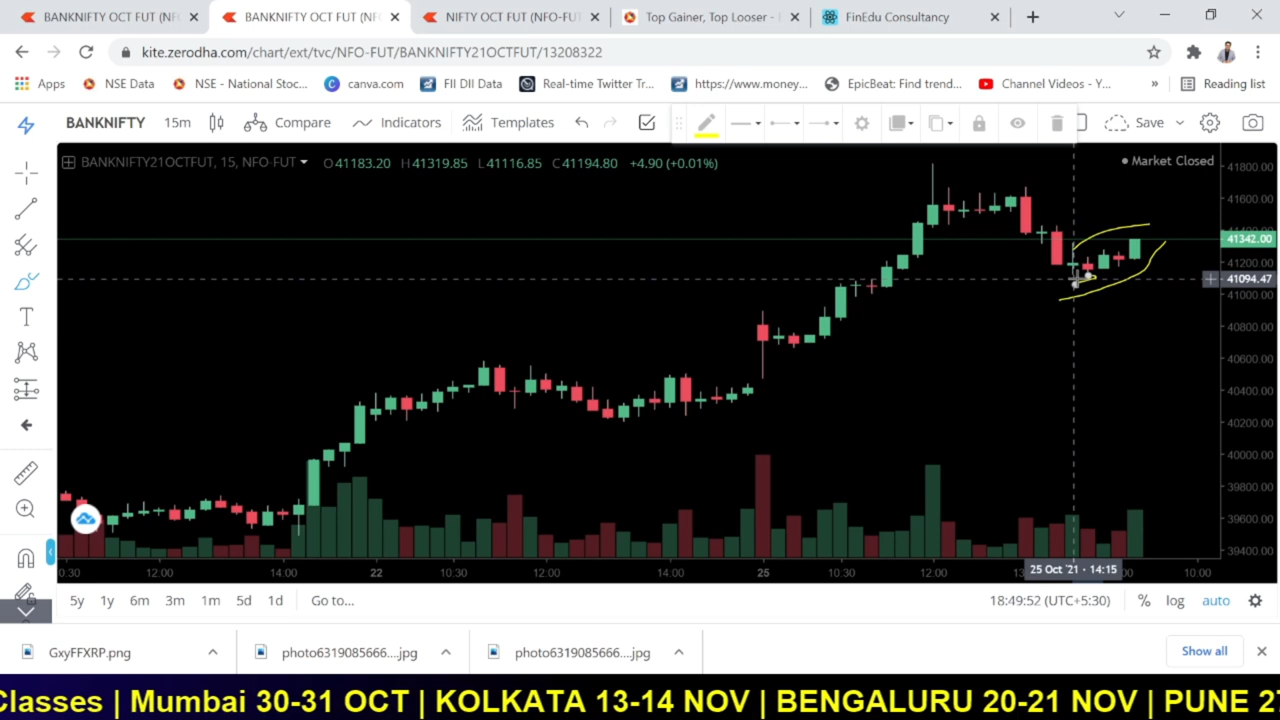 BANKNIFTY OCT FUT (NF BANKNIFTY OCT FUT (NF NIFTY OCT FUT (NFO-FUT Top Gainer, Top Looser - FinEdu Consultancy
kite.zerodha.com/chart/ext/tvc/NFO-FUT/BANKNIFTY21OCTFUT/13208322
Apps NSE Data NSE - National Stoc... canva.com FII DII Data Real-time Twitter Tr... https://www.money... EpicBeat: Find trend... Channel Videos - Y... » Reading list
BANKNIFTY 15m Compare Indicators Templates Save
BANKNIFTY21OCTFUT, 15, NFO-FUT O41183.20 H41319.85 L41116.85 C41194.80 +4.90 (+0.01%) Market Closed
41800.00
41600.00
41342.00
41200.00
41094.47
41000.00
40800.00
40600.00
40400.00
40200.00
40000.00
39800.00
39600.00
39400.00
0:30 12:00 14:00 22 10:30 12:00 14:00 25 10:30 12:00 25 Oct '21 - 14:15 10:00
5y 1y 6m 3m 1m 5d 1d Go to... 18:49:52 (UTC+5:30) % log auto
GxyFFXRP.png photo6319085666....jpg photo6319085666....jpg Show all
Classes | Mumbai 30-31 OCT | KOLKATA 13-14 NOV | BENGALURU 20-21 NOV | PUNE 27